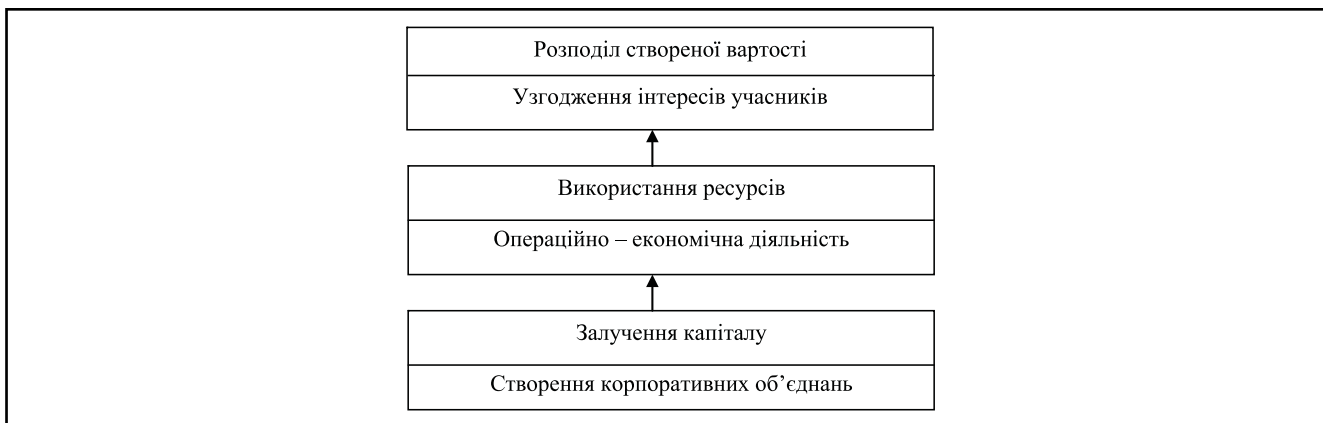 Розподіл створеної вартості
Узгодження інтересів учасників
Використання ресурсів
Операційно – економічна діяльність
Залучення капіталу
Створення корпоративних об’єднань